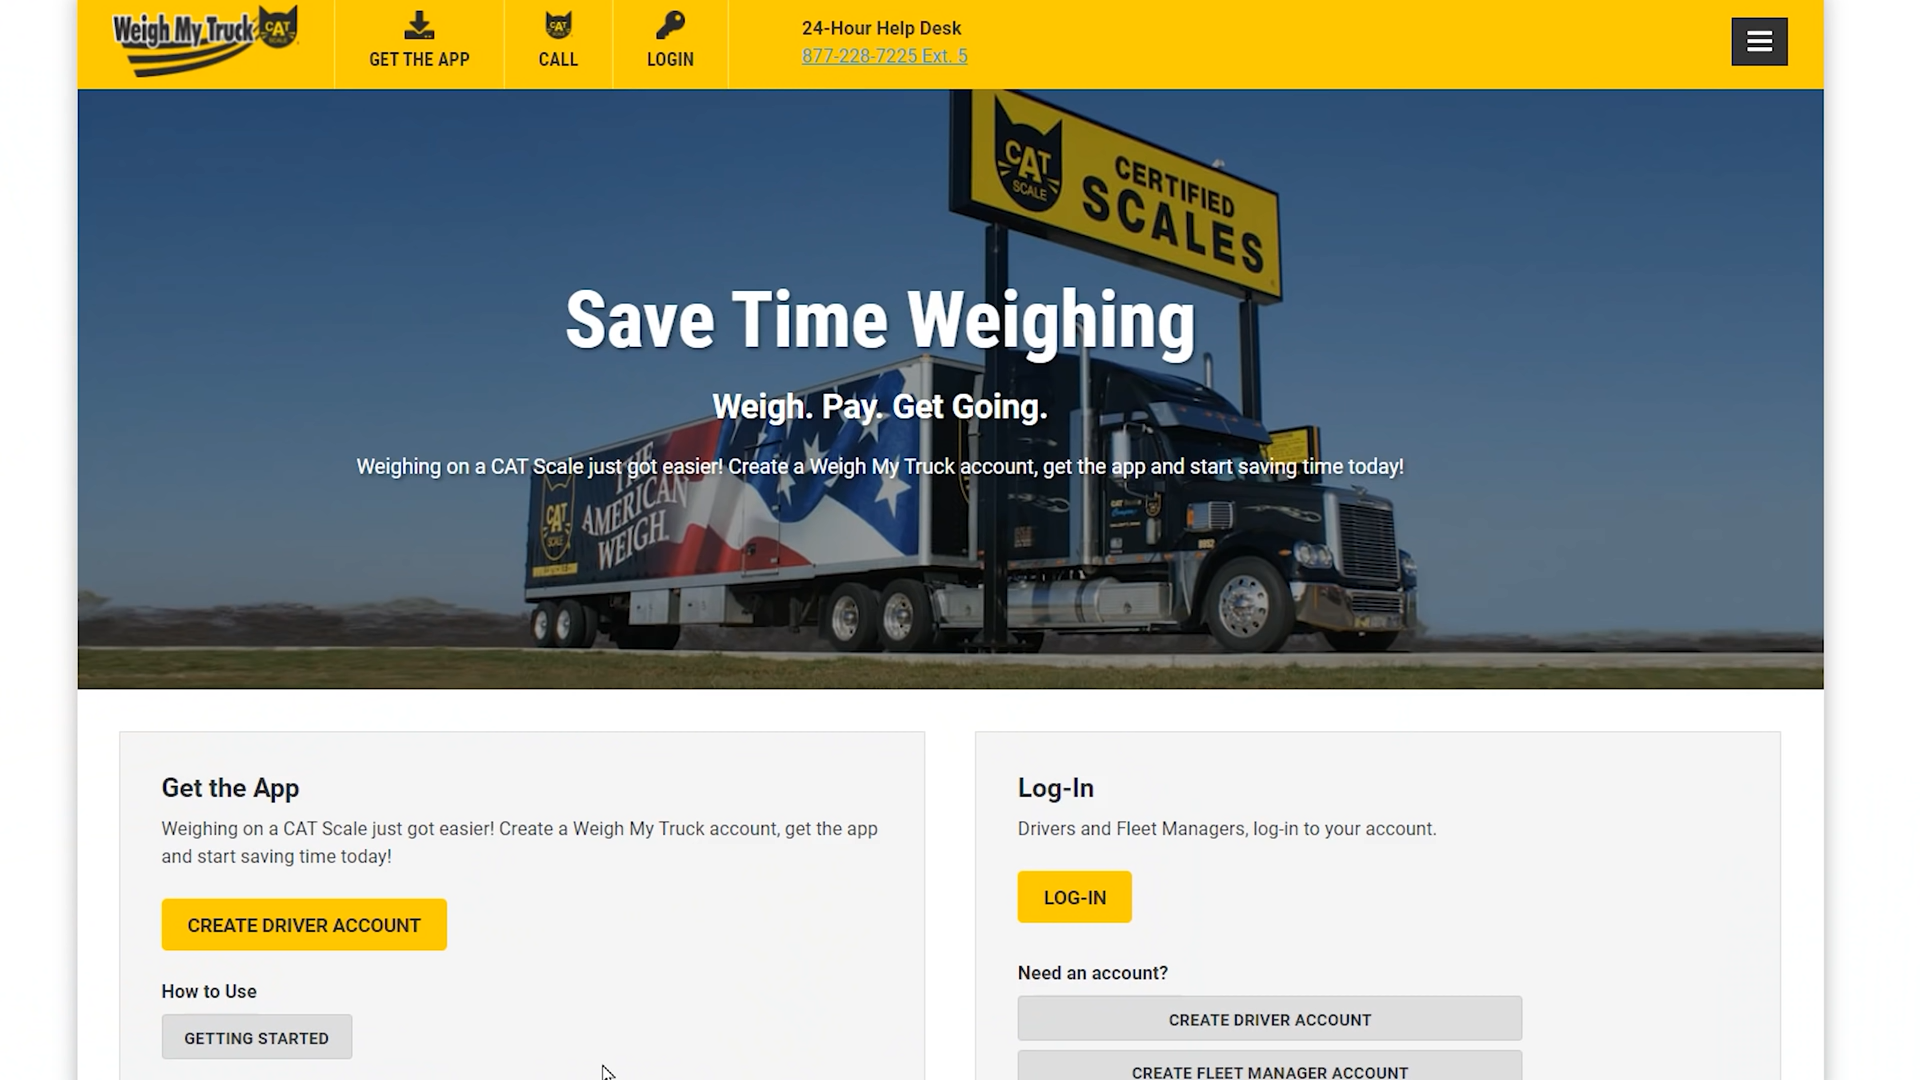 Weigh My Truck
CAT
SCALE
GET THE APP
CAT
CALL
LOGIN
24-Hour Help Desk
877-228-7225 Ext. 5
CAT
SCALE
CERTIFIED
SCALES
Save Time Weighing
Weigh. Pay. Get Going.
Weighing on a CAT Scale just got easier! Create a Weigh My Truck account, get the app and start saving time today!
CAT
SCALE
THE
AMERICAN
WEIGH.
Get the App
Weighing on a CAT Scale just got easier! Create a Weigh My Truck account, get the app
and start saving time today!
CREATE DRIVER ACCOUNT
How to Use
GETTING STARTED
Log-In
Drivers and Fleet Managers, log-in to your account.
LOG-IN
Need an account?
CREATE DRIVER ACCOUNT
CREATE FLEET MANAGER ACCOUNT